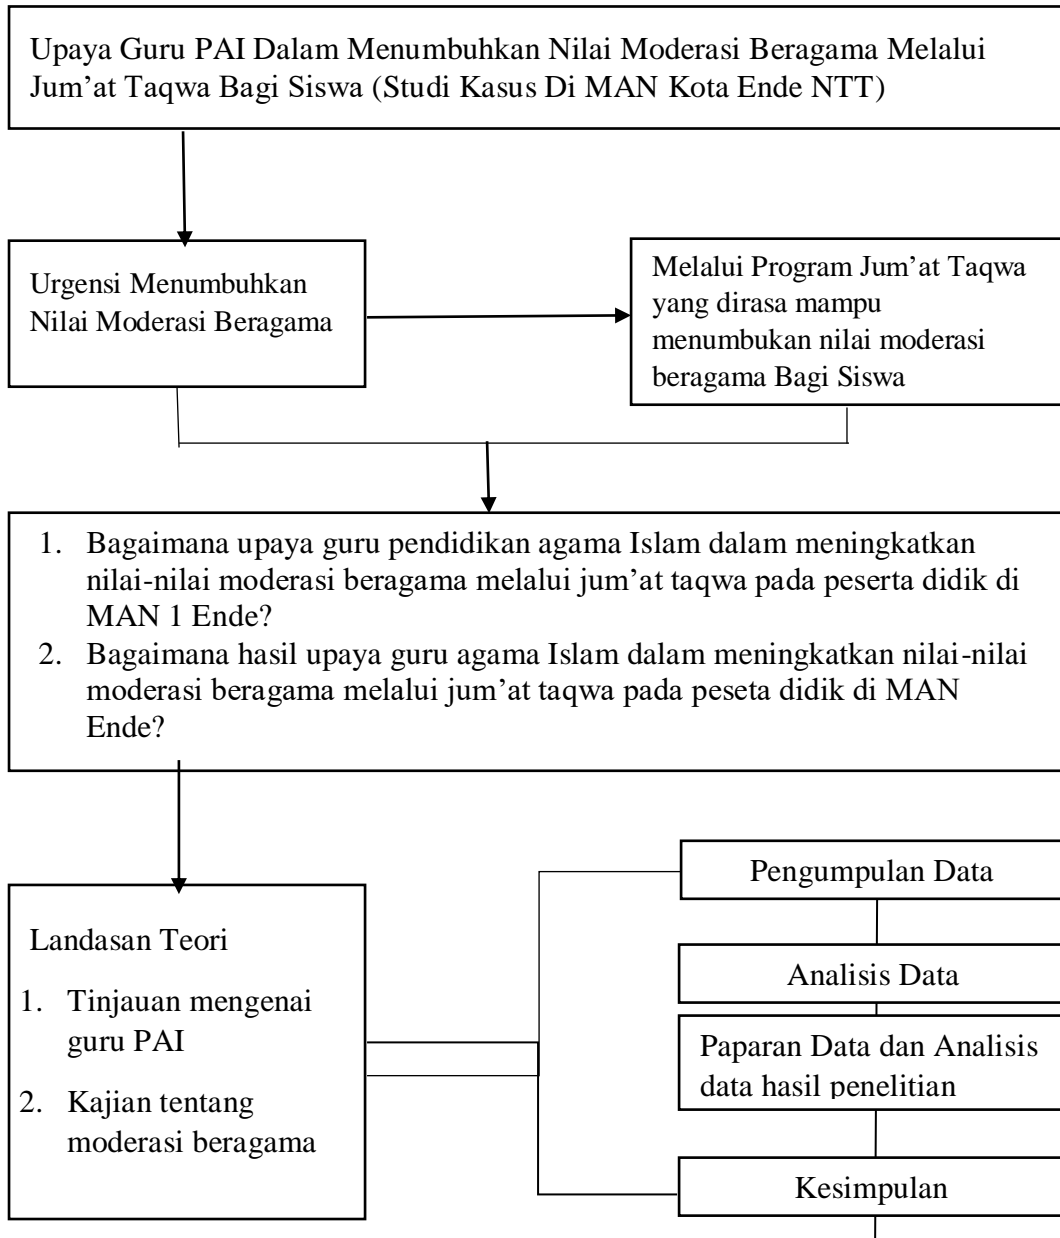 Upaya Guru PAI Dalam Menumbuhkan Nilai Moderasi Beragama Melalui
Jum’at Taqwa Bagi Siswa (Studi Kasus Di MAN Kota Ende NTT)
Urgensi Menumbuhkan
Nilai Moderasi Beragama
Melalui Program Jum’at Taqwa
yang dirasa mampu
menumbukan nilai moderasi
beragama Bagi Siswa
1. Bagaimana upaya guru pendidikan agama Islam dalam meningkatkan
nilai-nilai moderasi beragama melalui jum’at taqwa pada peserta didik di
MAN 1 Ende?
2. Bagaimana hasil upaya guru agama Islam dalam meningkatkan nilai-nilai
moderasi beragama melalui jum’at taqwa pada peseta didik di MAN
Ende?
Landasan Teori
1. Tinjauan mengenai
guru PAI
2. Kajian tentang
moderasi beragama
Pengumpulan Data
Analisis Data
Paparan Data dan Analisis
data hasil penelitian
Kesimpulan